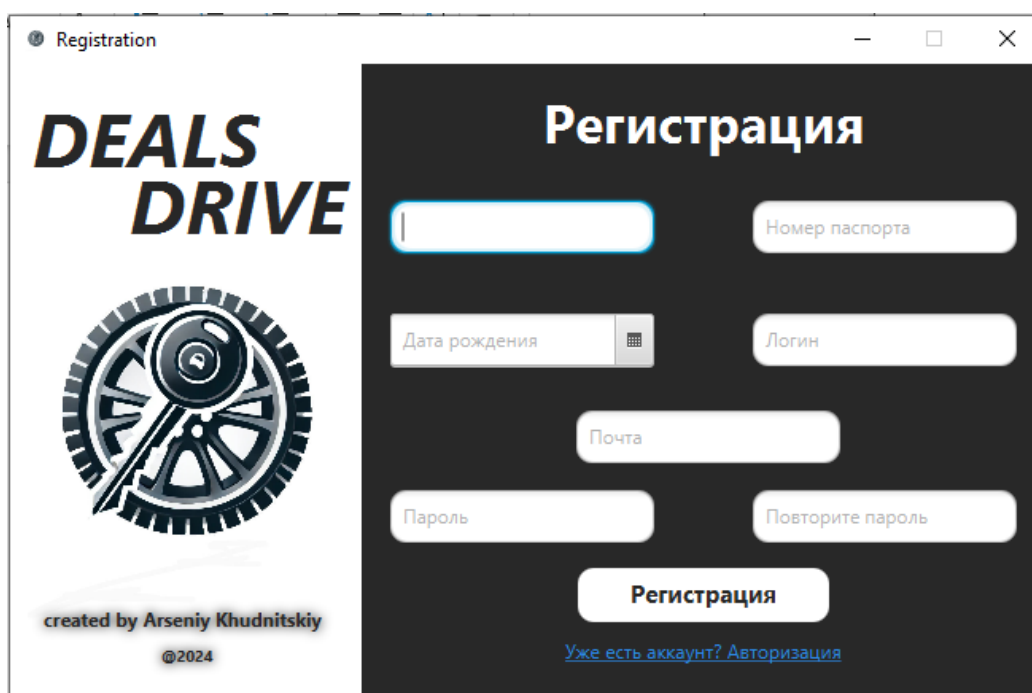 Registration
DEALS
DRIVE
created by Arseniy Khudnitskiy
@2024
Регистрация
Номер паспорта
Дата рождения
Логин
Почта
Пароль
Повторите пароль
Регистрация
Уже есть аккаунт? Авторизация